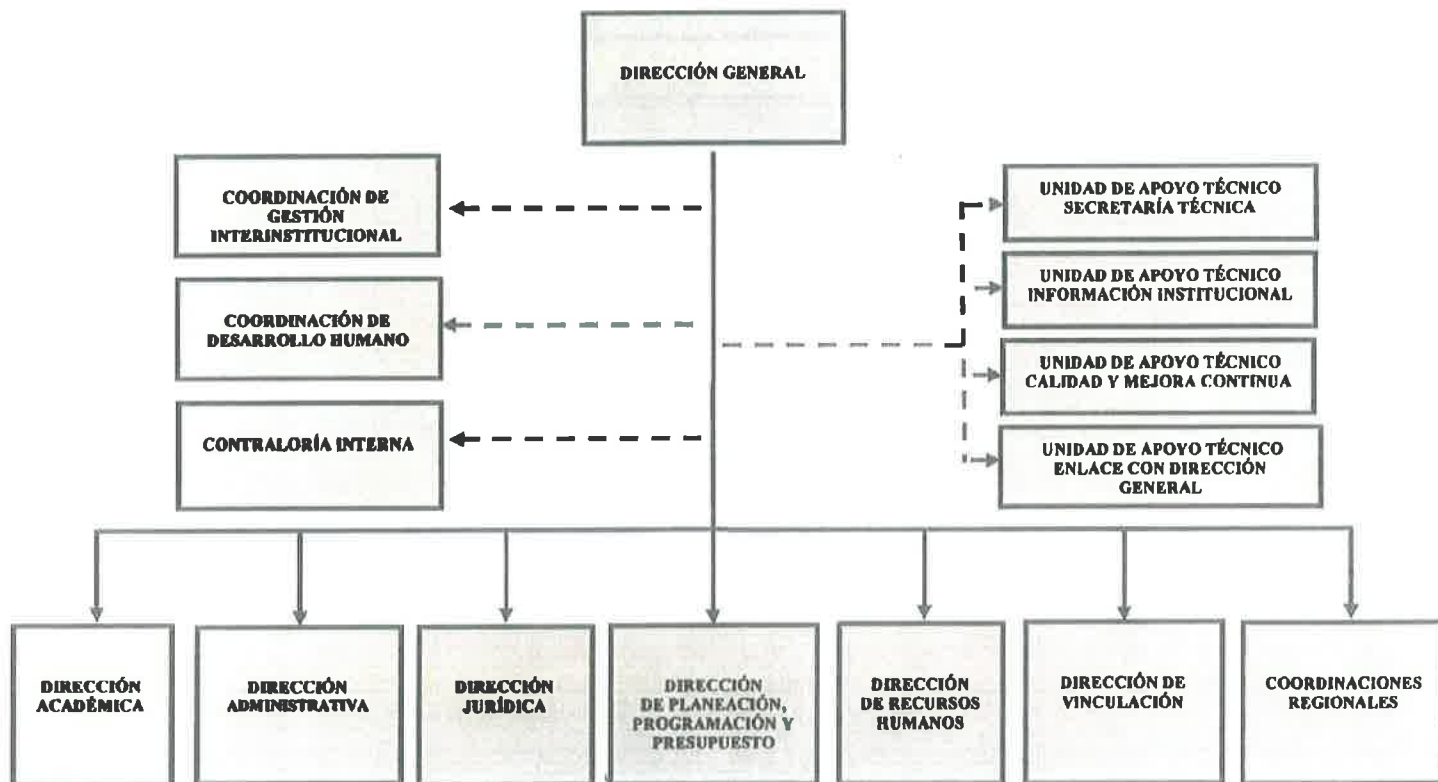 DIRECCIÓN GENERAL
COORDINACIÓN DE
GESTIÓN
INTERINSTITUCIONAL
COORDINACIÓN DE
DESARROLLO HUMANO
CONTRALORÍA INTERNA
UNIDAD DE APOYO TÉCNICO
SECRETARÍA TÉCNICA
UNIDAD DE APOYO TÉCNICO
INFORMACIÓN INSTITUCIONAL
UNIDAD DE APOYO TÉCNICO
CALIDAD Y MEJORA CONTINUA
UNIDAD DE APOYO TÉCNICO
ENLACE CON DIRECCIÓN
GENERAL
DIRECCIÓN
ACADÉMICA
DIRECCIÓN
ADMINISTRATIVA
DIRECCIÓN
JURÍDICA
DIRECCIÓN
DE PLANEACIÓN,
PROGRAMACIÓN Y
PRESUPUESTO
DIRECCIÓN
DE RECURSOS
HUMANOS
DIRECCIÓN DE
VINCULACIÓN
COORDINACIONES
REGIONALES